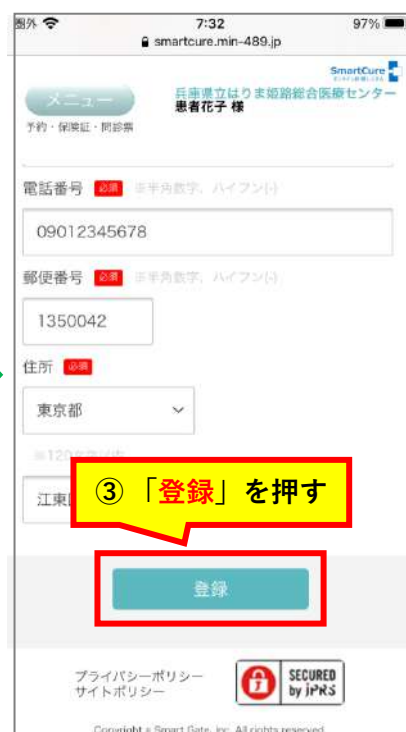 圏外 7:32 97%
smartcure.min-489.jp
SmartCure
メニュー
兵庫県立はりま姫路総合医療センター
患者花子 様
予約・保険証・問診票
電話番号 必須 ※半角数字、ハイフン(-)
09012345678
郵便番号 必須 ※半角数字、ハイフン(-)
1350042
住所 必須
東京都
江東
③「登録」を押す
登録
プライバシーポリシー
サイトポリシー
SECURED
by JPRS
Copyright © Smart Gate, Inc. All rights reserved.